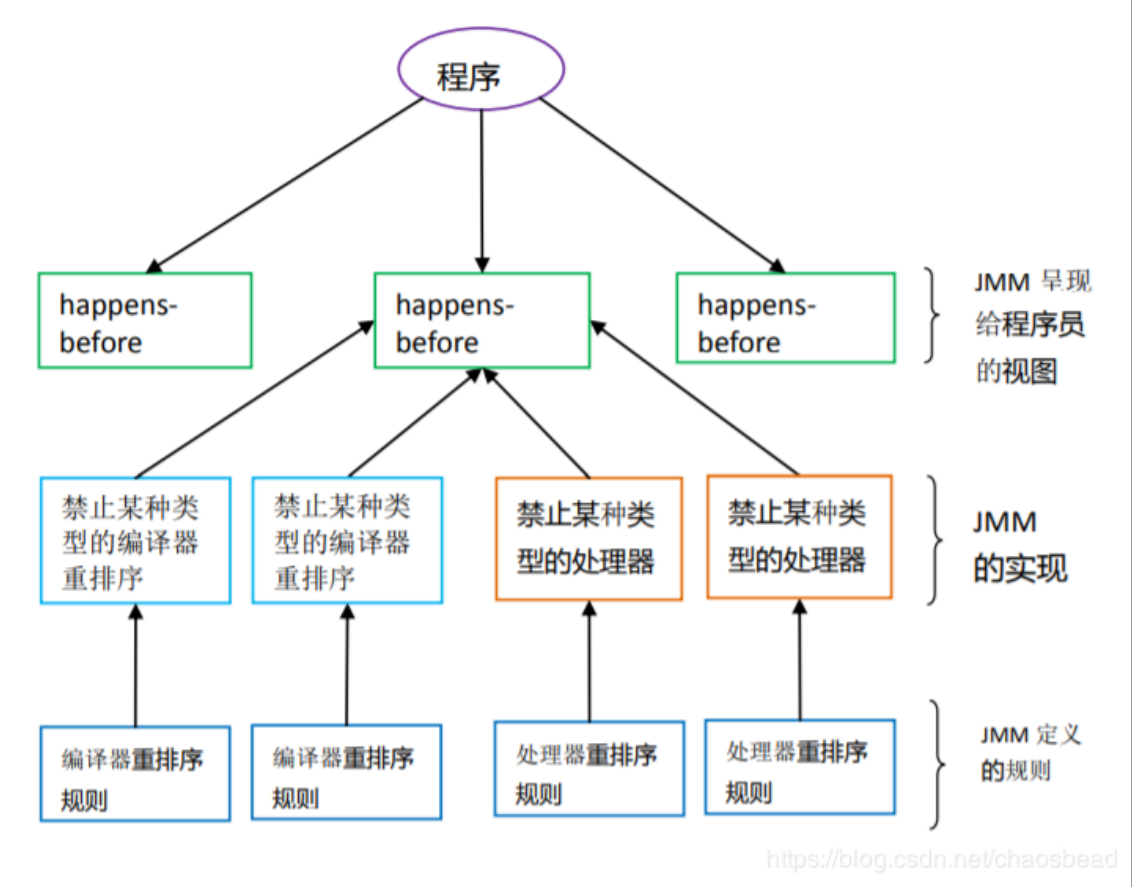 程序
happens-
before
happens-
before
happens-
before
JMM 呈现
给程序员
的视图
禁止某种类
型的编译器
重排序
禁止某种类
型的编译器
重排序
禁止某种类
型的处理器
禁止某种类
型的处理器
JMM
的实现
编译器重排序
规则
编译器重排序
规则
处理器重排序
规则
处理器重排序
规则
JMM 定义
的规则
https://blog.csdn.net/chaosbead